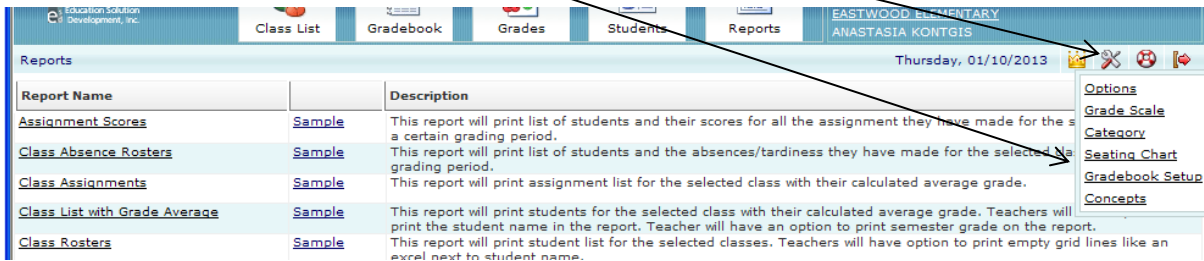 Education Solution
Development, Inc.
Class List
Gradebook
Grades
Students
Reports
EASTWOOD ELEMENTARY
ANASTASIA KONTGIS
Reports
Thursday, 01/10/2013
Options
Grade Scale
Category
Seating Chart
Gradebook Setup
Concepts
Report Name
Description
Assignment Scores
Sample
This report will print list of students and their scores for all the assignment they have made for the s
a certain grading period.
Class Absence Rosters
Sample
This report will print list of students and the absences/tardiness they have made for the selected
grading period.
Class Assignments
Sample
This report will print assignment list for the selected class with their calculated average grade.
Class List with Grade Average
Sample
This report will print students for the selected class with their calculated average grade. Teachers will
print the student name in the report. Teacher will have an option to print semester grade on the report.
Class Rosters
Sample
This report will print student list for the selected classes. Teachers will have option to print empty grid lines like an
excel next to student name.